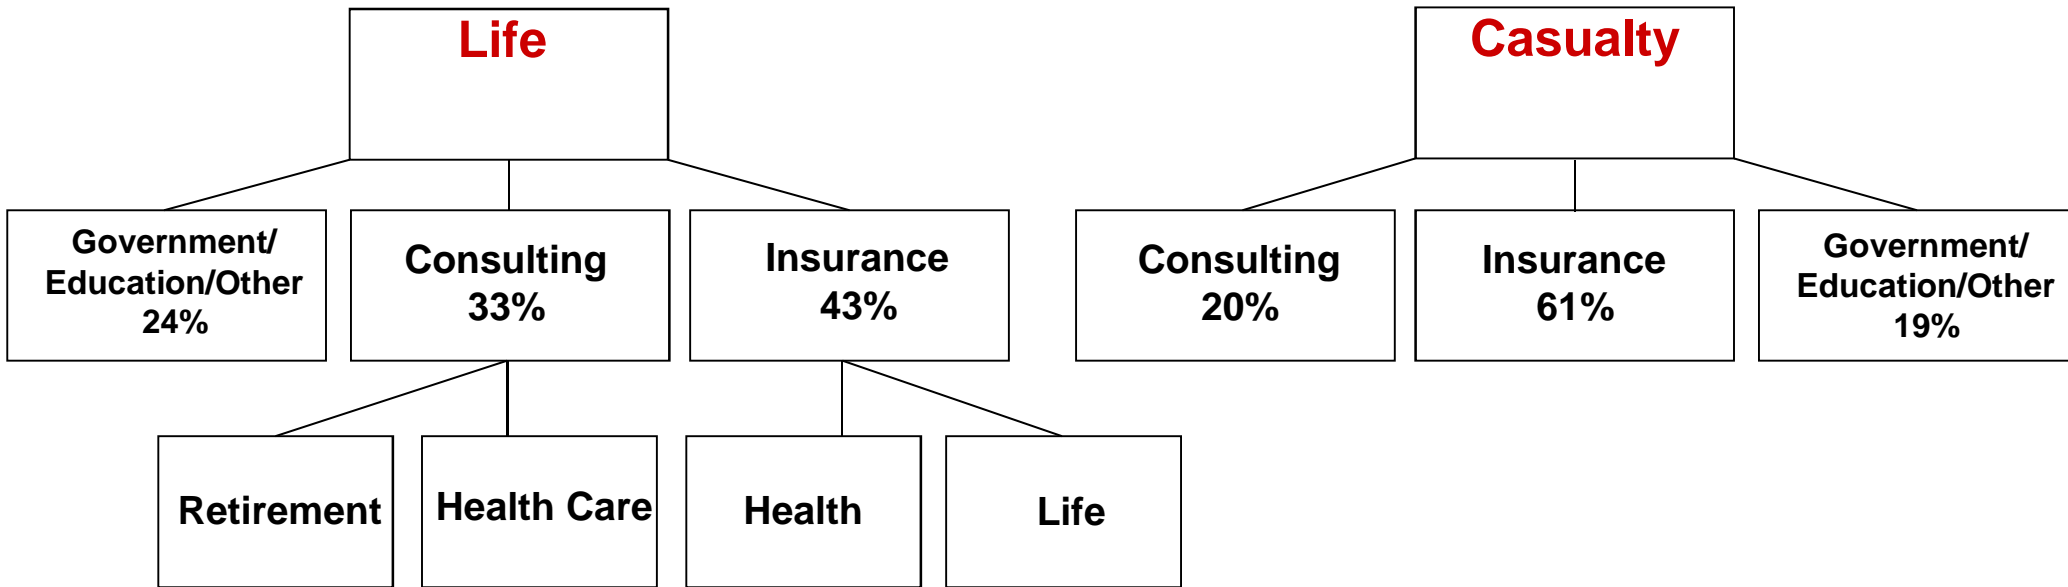 Life
Casualty
Government/
Education/Other
24%
Consulting
33%
Insurance
43%
Consulting
20%
Insurance
61%
Government/
Education/Other
19%
Retirement
Health Care
Health
Life